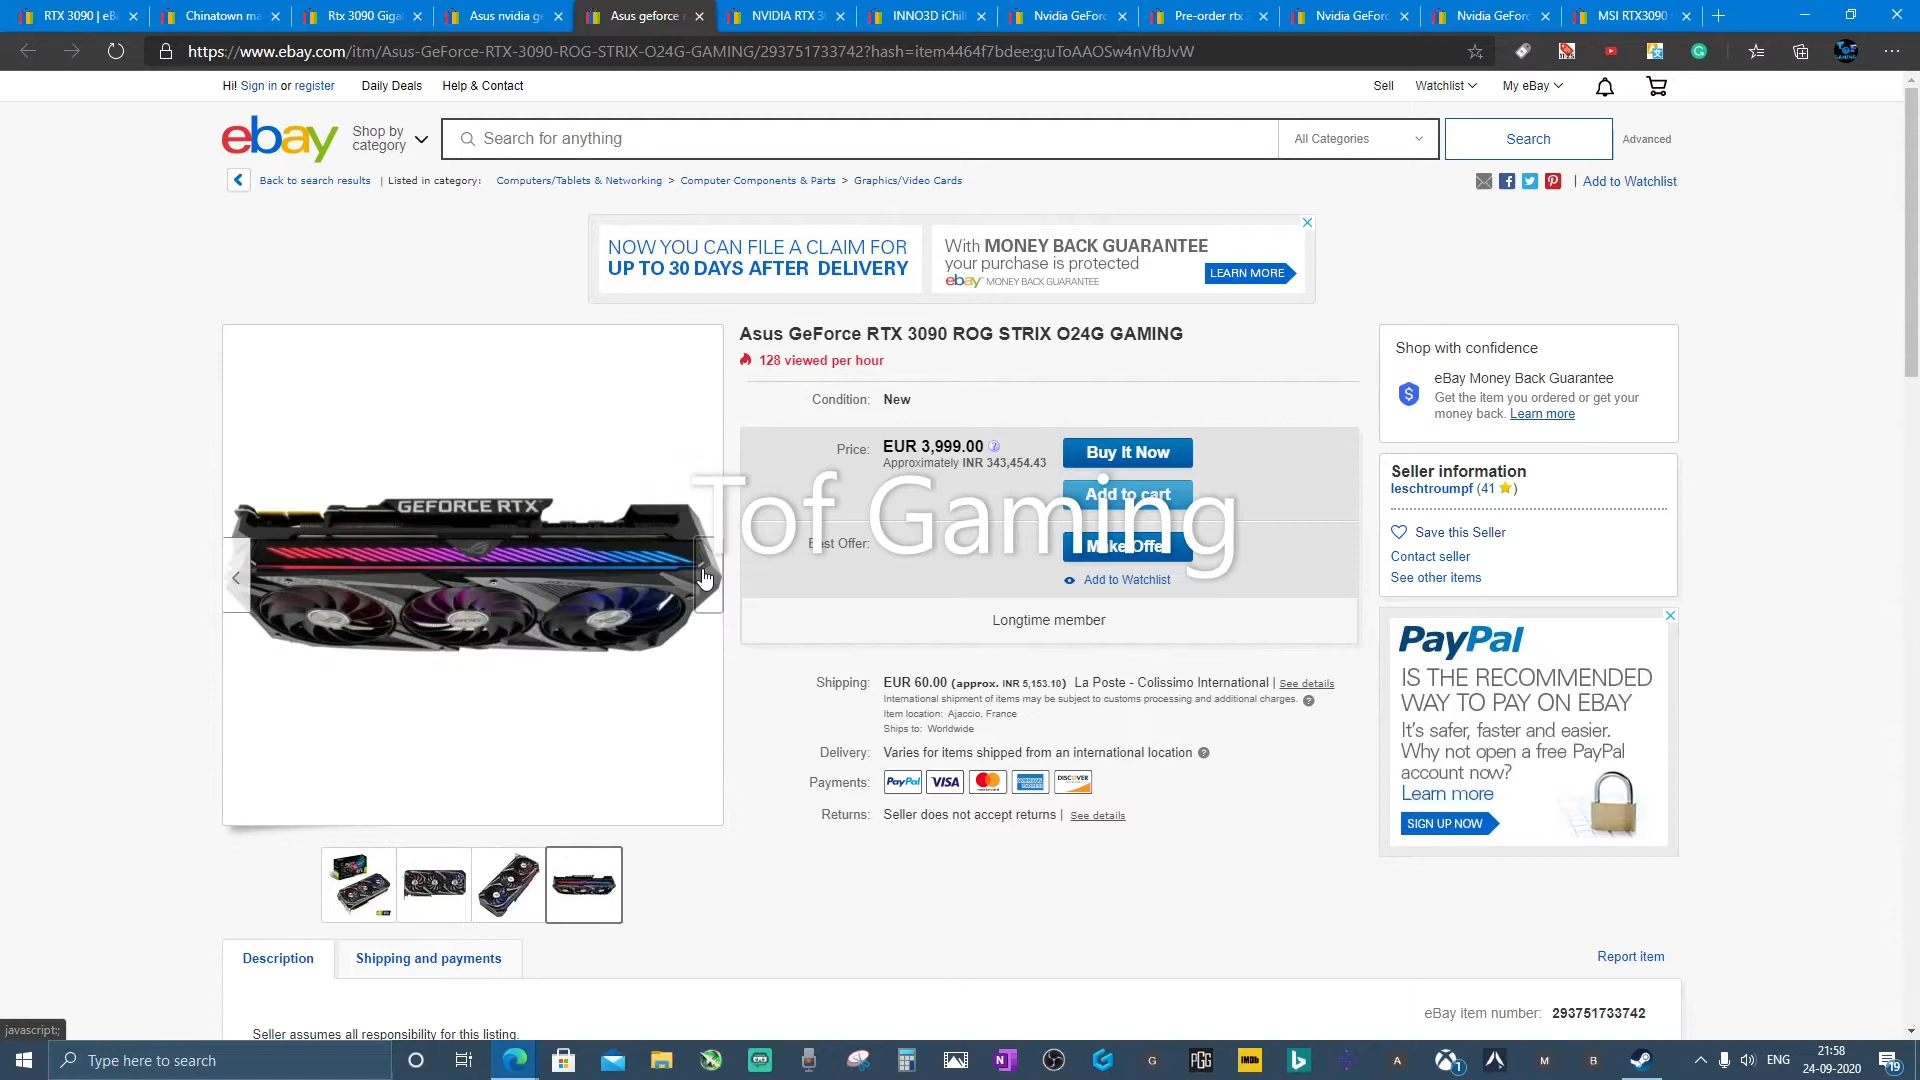 RTX 3090 | eBa
Chinatown ma
Rtx 3090 Giga
Asus nvidia ge
Asus geforce r
NVIDIA RTX 3
INNO3D iChill
Nvidia GeForc
Pre-order rtx 3
Nvidia GeForc
Nvidia GeForc
MSI RTX3090
https://www.ebay.com/itm/Asus-GeForce-RTX-3090-ROG-STRIX-O24G-GAMING/293751733742?hash=item4464f7bdee:g:uToAAOSw4nVfbJvW
Hi! Sign in or register Daily Deals Help & Contact
Sell Watchlist My eBay
ebay
Shop by
category
Search for anything
All Categories
Search
Advanced
Back to search results | Listed in category: Computers/Tablets & Networking > Computer Components & Parts > Graphics/Video Cards
| Add to Watchlist
NOW YOU CAN FILE A CLAIM FOR
UP TO 30 DAYS AFTER DELIVERY
With MONEY BACK GUARANTEE
your purchase is protected
ebay MONEY BACK GUARANTEE
LEARN MORE
Asus GeForce RTX 3090 ROG STRIX O24G GAMING
128 viewed per hour
Condition: New
Price: EUR 3,999.00
Approximately INR 343,454.43
Buy It Now
Add to cart
Best Offer:
Make Offer
Add to Watchlist
Longtime member
Tof Gaming
GEFORCE RTX
Shipping: EUR 60.00 (approx. INR 5,153.10) La Poste - Colissimo International | See details
International shipment of items may be subject to customs processing and additional charges.
Item location: Ajaccio, France
Ships to: Worldwide
Delivery: Varies for items shipped from an international location
Payments: PayPal VISA DISCOVER
Returns: Seller does not accept returns | See details
Shop with confidence
eBay Money Back Guarantee
Get the item you ordered or get your
money back. Learn more
Seller information
leschtroumpf (41 )
Save this Seller
Contact seller
See other items
PayPal
IS THE RECOMMENDED
WAY TO PAY ON EBAY
It's safer, faster and easier.
Why not open a free PayPal
account now?
Learn more
SIGN UP NOW
Description
Shipping and payments
Report item
eBay item number: 293751733742
Seller assumes all responsibility for this listing.
javascript:;
Type here to search
ENG
21:58
24-09-2020
19